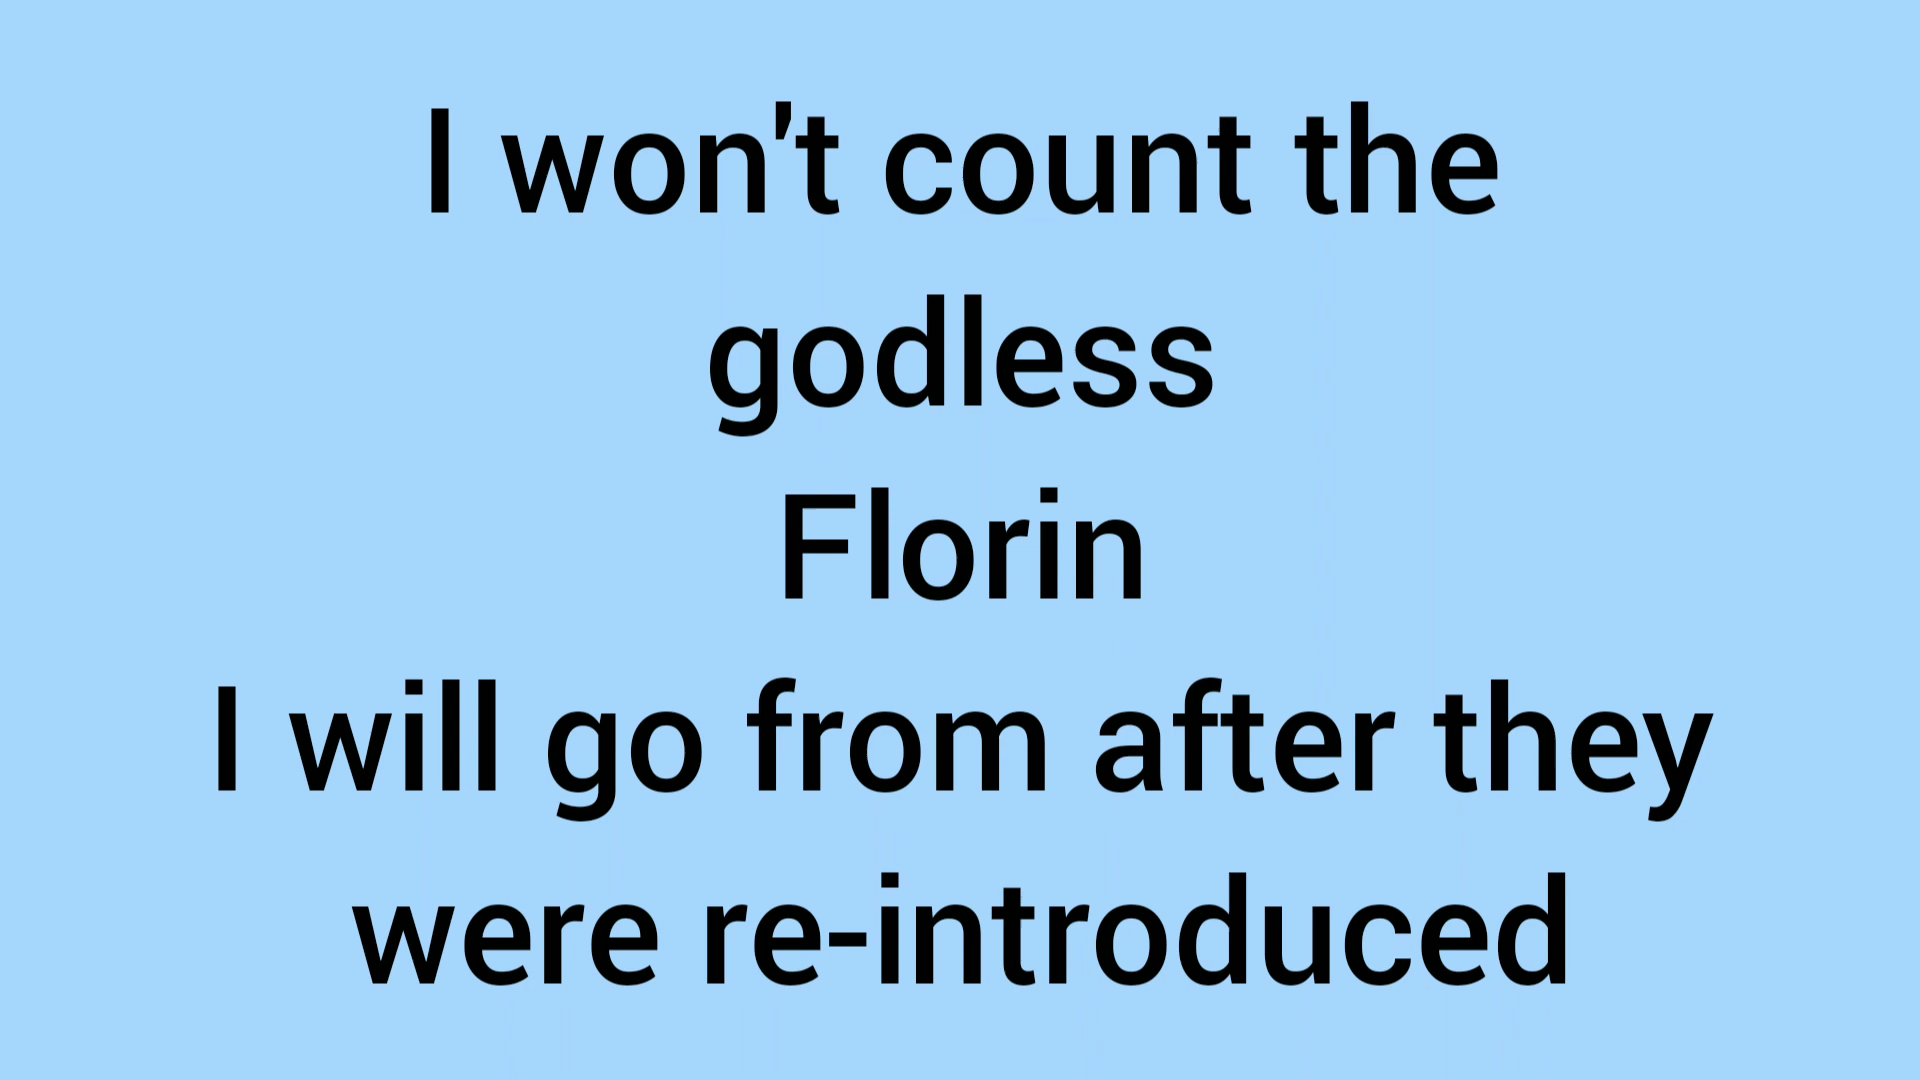 I won't count the
godless
Florin
I will go from after they
were re-introduced